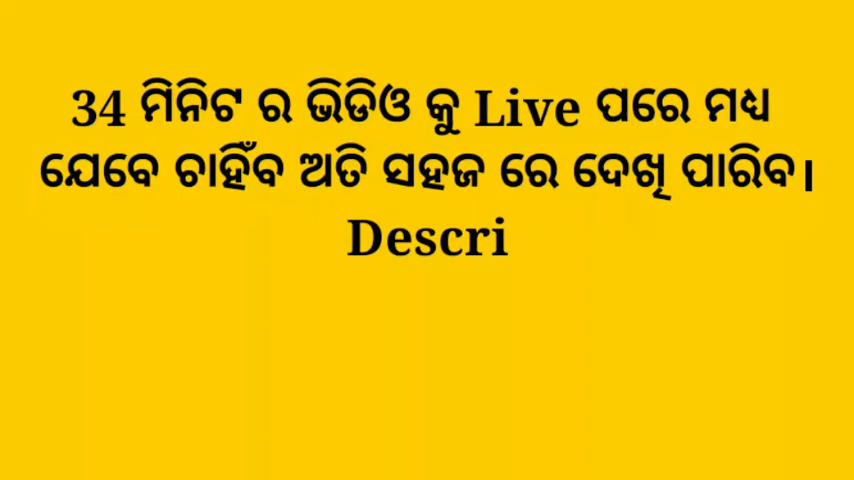 34 ମିନିଟ ର ଭିଡିଓ କୁ Live ପରେ ମଧ୍ୟ
ଯେବେ ଚାହିଁବ ଅତି ସହଜ ରେ ଦେଖି ପାରିବ।
Descri